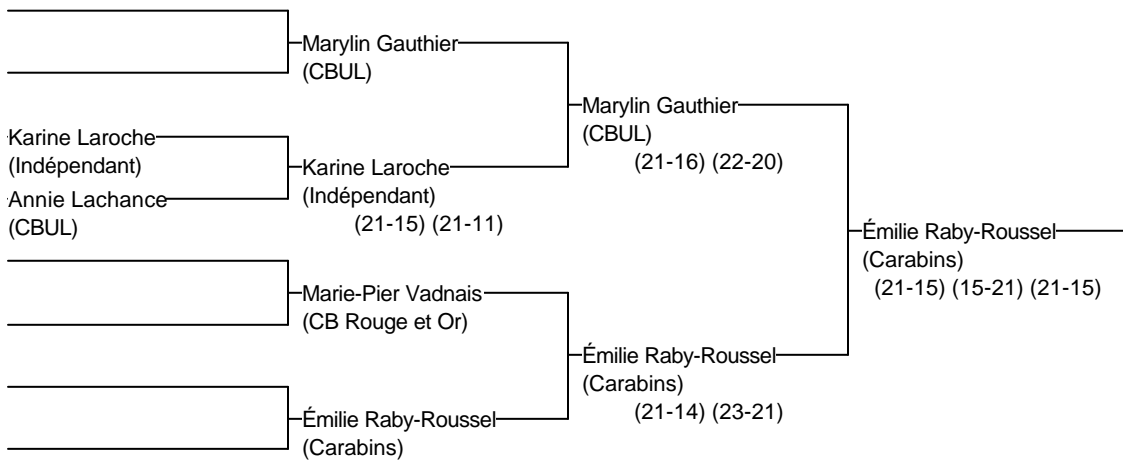 Marylin Gauthier
(CBUL)
Karine Laroche
(Indépendant)
Annie Lachance
(CBUL)
Karine Laroche
(Indépendant)
(21-15) (21-11)
Marylin Gauthier
(CBUL)
(21-16) (22-20)
Marie-Pier Vadnais
(CB Rouge et Or)
Émilie Raby-Roussel
(Carabins)
Émilie Raby-Roussel
(Carabins)
(21-14) (23-21)
Émilie Raby-Roussel
(Carabins)
(21-15) (15-21) (21-15)